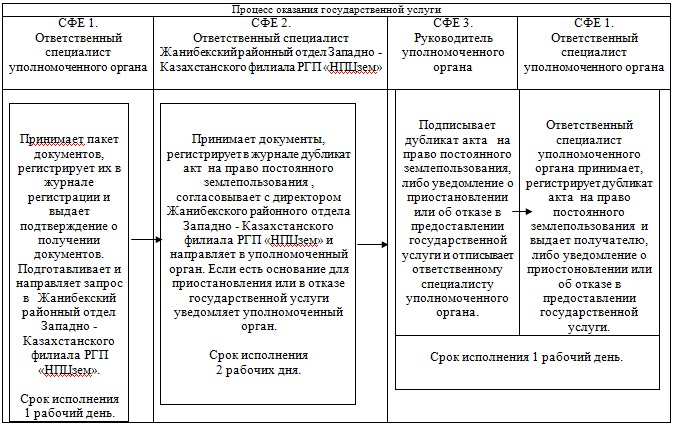 Процесс оказания государственной услуги
СФЕ 1.
Ответственный
специалист
уполномоченного органа
СФЕ 2.
Ответственный специалист
Жанибекский районный отдел Западно -
Казахстанского филиала РГП «НПЦзем»
СФЕ 3.
Руководитель
уполномоченного
органа
СФЕ 1.
Ответственный
специалист
уполномоченного органа
Принимает пакет
документов,
регистрирует их в
журнале
регистрации и
выдает
подтверждение о
получении
документов.
Подготавливает и
направляет запрос
в Жанибекский
районный отдел
Западно -
Казахстанского
филиала РГП
«НПЦзем».
Срок исполнения
1 рабочий день.
Принимает документы,
регистрирует в журнале дубликат
акт на право постоянного
землепользования ,
согласовывает с директором
Жанибекского районного отдела
Западно - Казахстанского
филиала РГП «НПЦзем» и
направляет в уполномоченный
орган. Если есть основание для
приостановления или в отказе
государственной услуги
уведомляет уполномоченный
орган.
Срок исполнения
2 рабочих дня.
Подписывает
дубликат акта на
право постоянного
землепользования,
либо уведомление о
приостановлении
или об отказе в
предоставлении
государственной
услуги и отписывает
ответственному
специалисту
уполномоченного
органа.
Ответственный
специалист
уполномоченного
органа принимает,
регистрирует дубликат
акта на право
постоянного
землепользования и
выдает получателю,
либо уведомление о
приостоновлении или
об отказе в
предоставлении
государственной
услуги.
Срок исполнения 1 рабочий день.